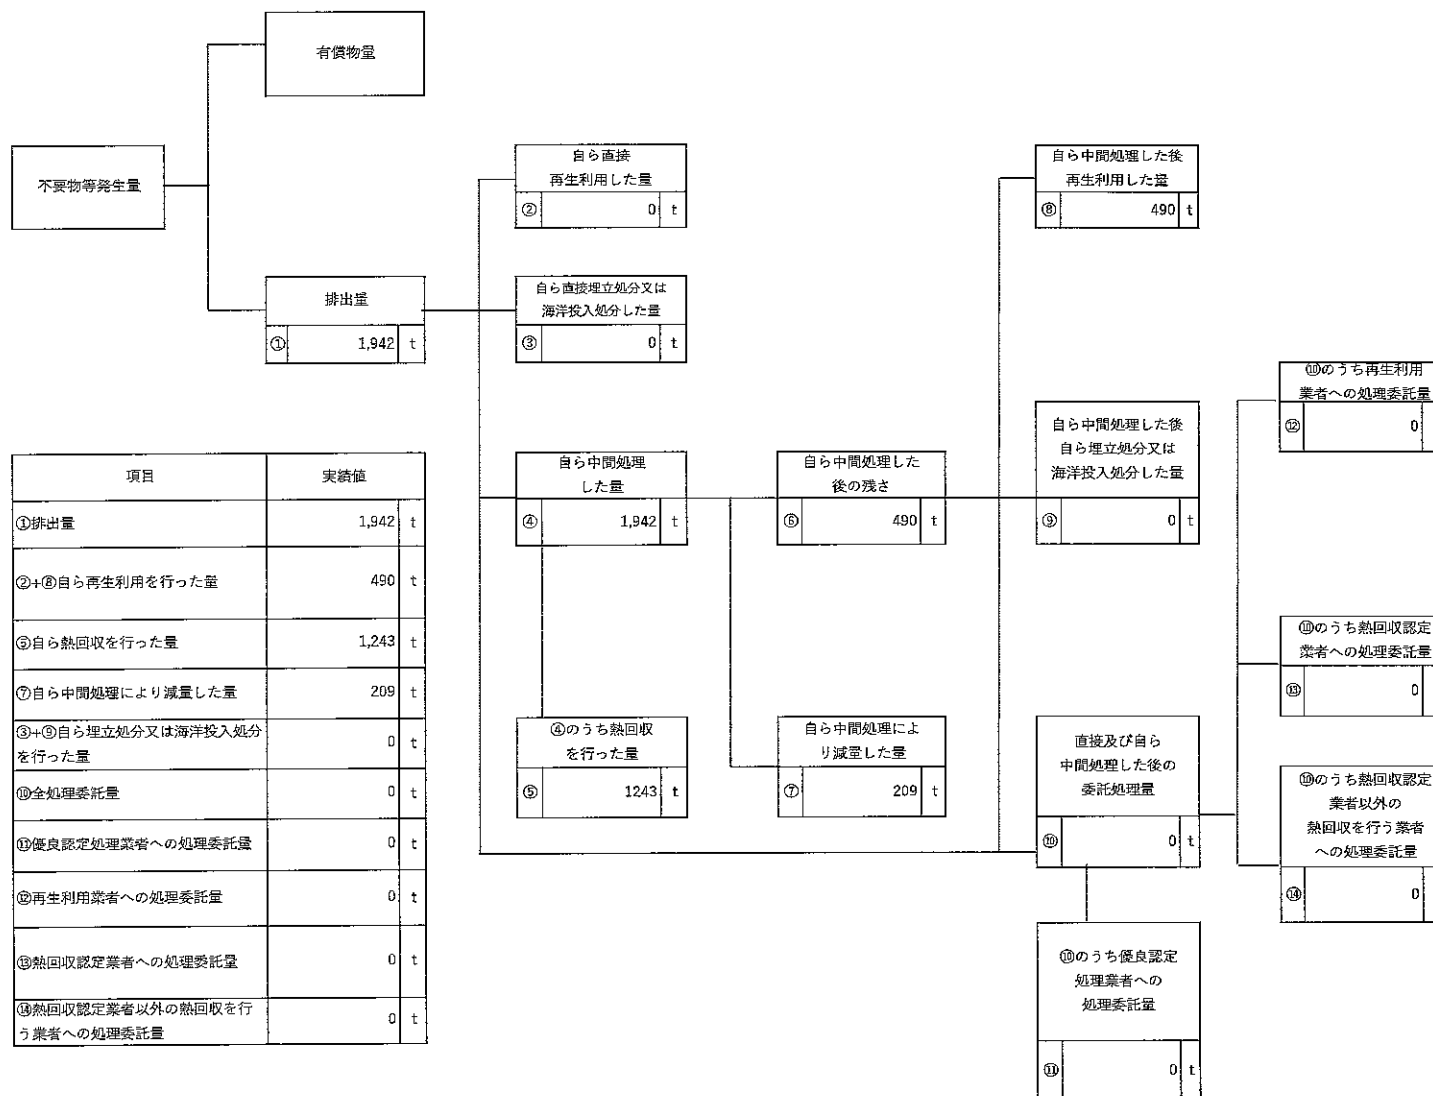 有償物量
不要物等発生量
排出量
① 1,942 t
自ら直接
再生利用した量
② 0 t
自ら直接埋立処分又は
海洋投入処分した量
③ 0 t
自ら中間処理
した量
④ 1,942 t
④のうち熱回収
を行った量
⑤ 1243 t
自ら中間処理した
後の残さ
⑥ 490 t
自ら中間処理によ
り減量した量
⑦ 209 t
自ら中間処理した後
再生利用した量
⑧ 490 t
自ら中間処理した後
自ら埋立処分又は
海洋投入処分した量
⑨ 0 t
直接及び自ら
中間処理した後の
委託処理量
⑩ 0 t
⑩のうち優良認定
処理業者への
処理委託量
⑪ 0 t
⑩のうち再生利用
業者への処理委託量
⑫ 0
⑩のうち熱回収認定
業者への処理委託量
⑬ 0
⑩のうち熱回収認定
業者以外の
熱回収を行う業者
への処理委託量
⑭ 0
項目 実績値
①排出量 1,942 t
②+⑧自ら再生利用を行った量 490 t
⑤自ら熱回収を行った量 1,243 t
⑦自ら中間処理により減量した量 209 t
③+⑨自ら埋立処分又は海洋投入処分
を行った量 0 t
⑩全処理委託量 0 t
⑪優良認定処理業者への処理委託量 0 t
⑫再生利用業者への処理委託量 0 t
⑬熱回収認定業者への処理委託量 0 t
⑭熱回収認定業者以外の熱回収を行
う業者への処理委託量 0 t